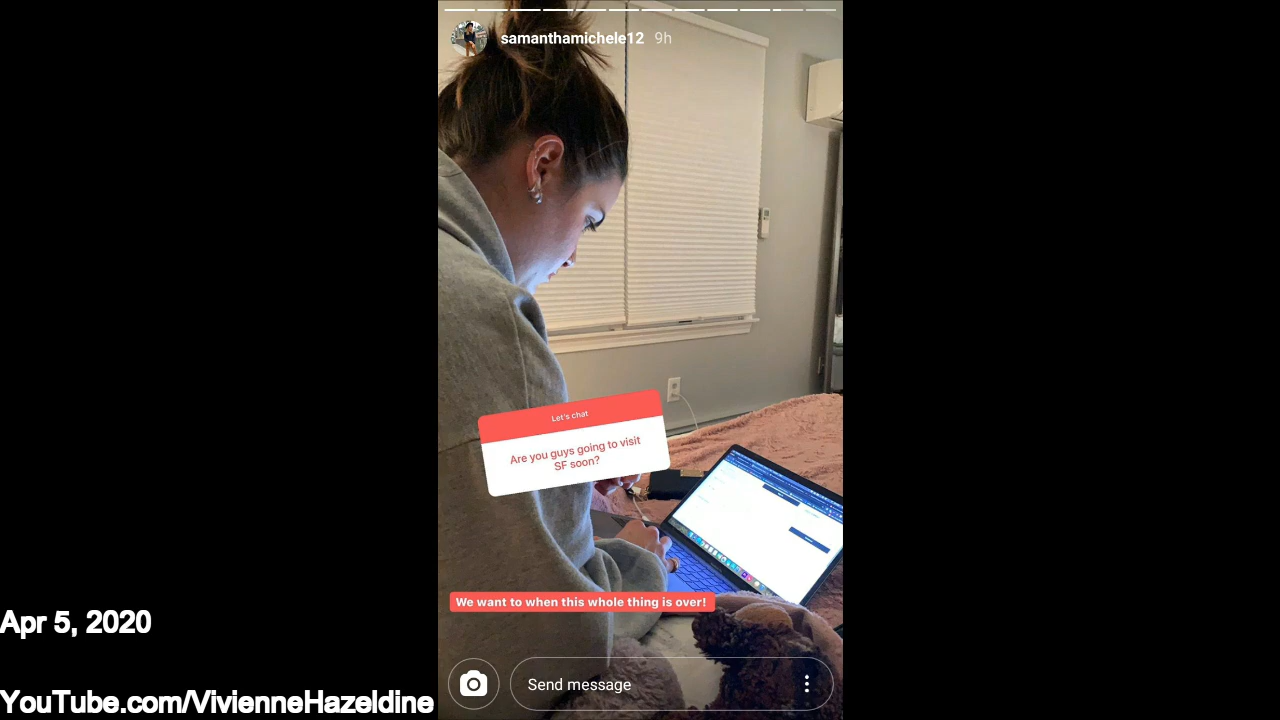 samanthamichele12 9h
Let's chat
Are you guys going to visit
SF soon?
We want to when this whole thing is over!
Send message
Apr 5, 2020
YouTube.com/VivienneHazeldine